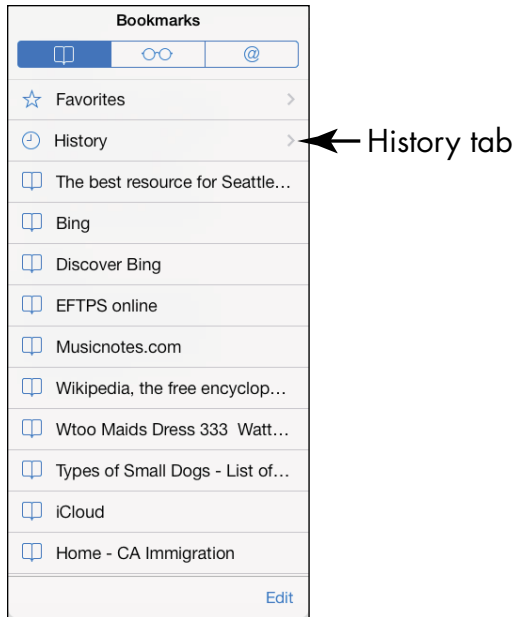 Bookmarks
@
Favorites
History
History tab
The best resource for Seattle...
Bing
Discover Bing
EFTPS online
Musicnotes.com
Wikipedia, the free encyclop...
Wtoo Maids Dress 333  Watt...
Types of Small Dogs - List of...
iCloud
Home - CA Immigration
Edit